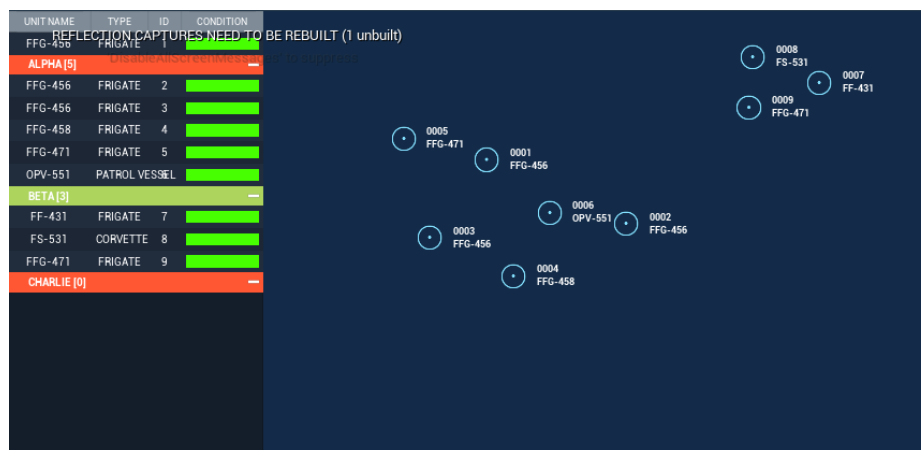 UNIT NAME TYPE ID CONDITION
REFLECTION CAPTURES NEED TO BE REBUILT (1 unbuilt)
FFG-456 FRIGATE 1
'DisableAllScreenMessages' to suppress
ALPHA [5]
FFG-456 FRIGATE 2
FFG-456 FRIGATE 3
FFG-458 FRIGATE 4
FFG-471 FRIGATE 5
OPV-551 PATROL VESSEL 6
BETA [3]
FF-431 FRIGATE 7
FS-531 CORVETTE 8
FFG-471 FRIGATE 9
CHARLIE [0]
0008
FS-531
0007
FF-431
0009
FFG-471
0005
FFG-471
0001
FFG-456
0006
OPV-551
0002
FFG-456
0003
FFG-456
0004
FFG-458